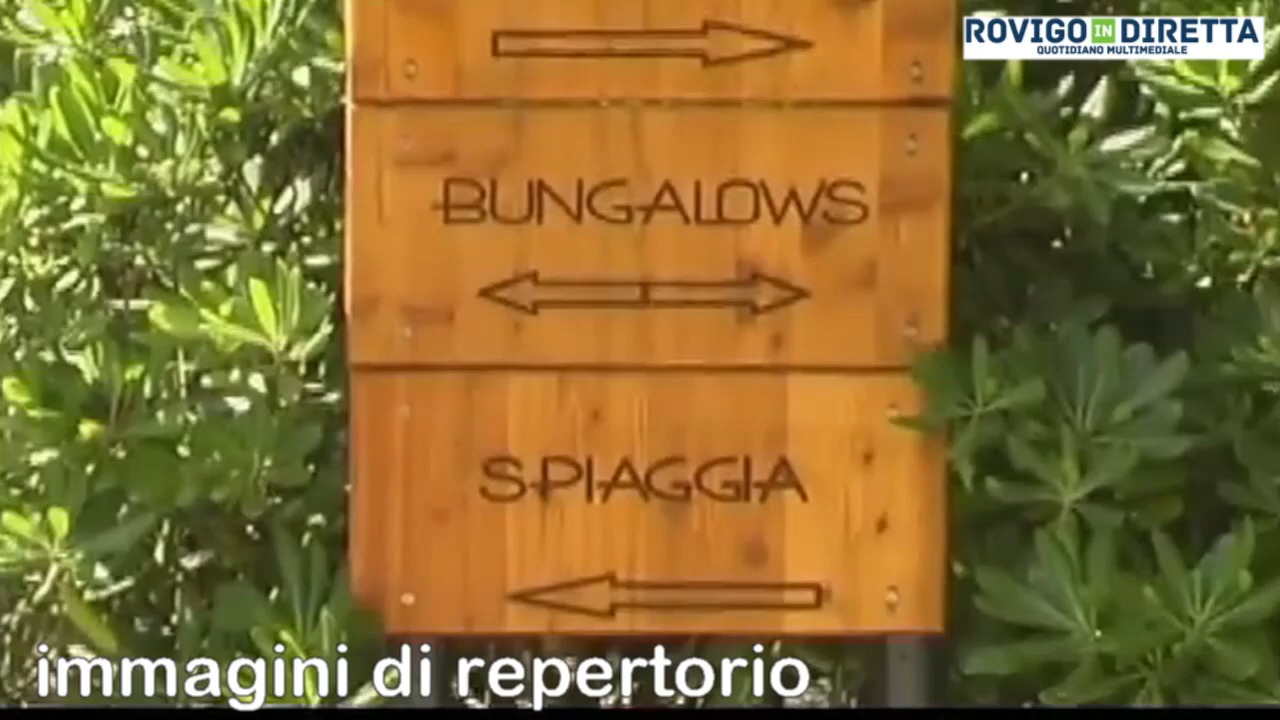 ROVIGO IN DIRETTA
QUOTIDIANO MULTIMEDIALE
BUNGALOWS
SPIAGGIA
immagini di repertorio